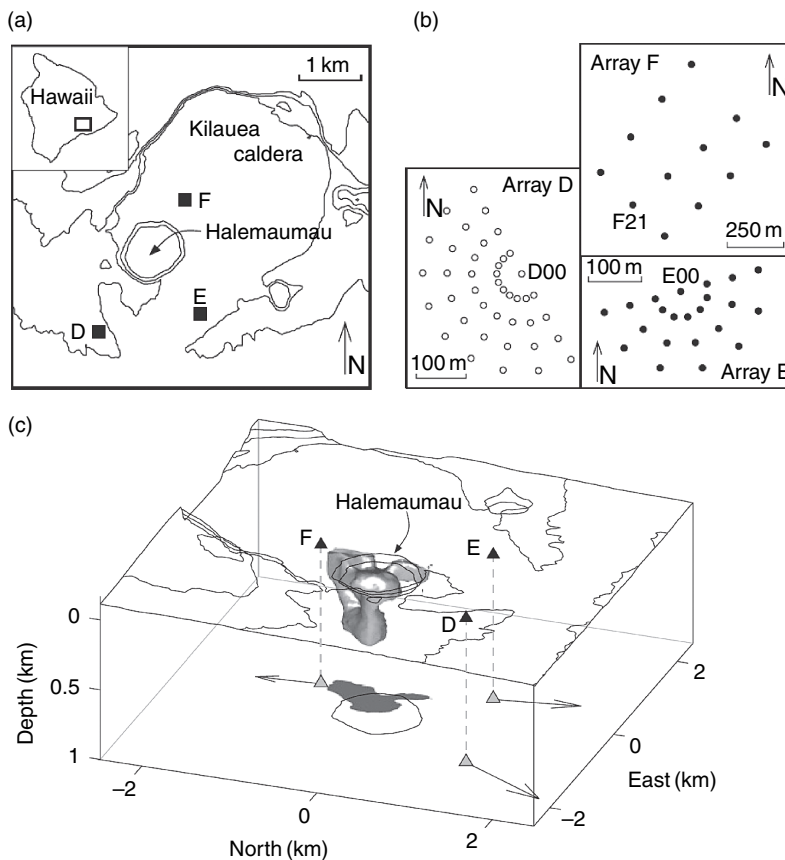 (a)
Hawaii
1 km
Kilauea
caldera
F
Halemaumau
E
D
N
(b)
Array F
N
F21
250 m
Array D
N
D00
100 m
100 m
E00
N
Array E
(c)
Halemaumau
F
E
D
0
0.5
1
Depth (km)
−2
0
2
North (km)
−2
0
2
East (km)